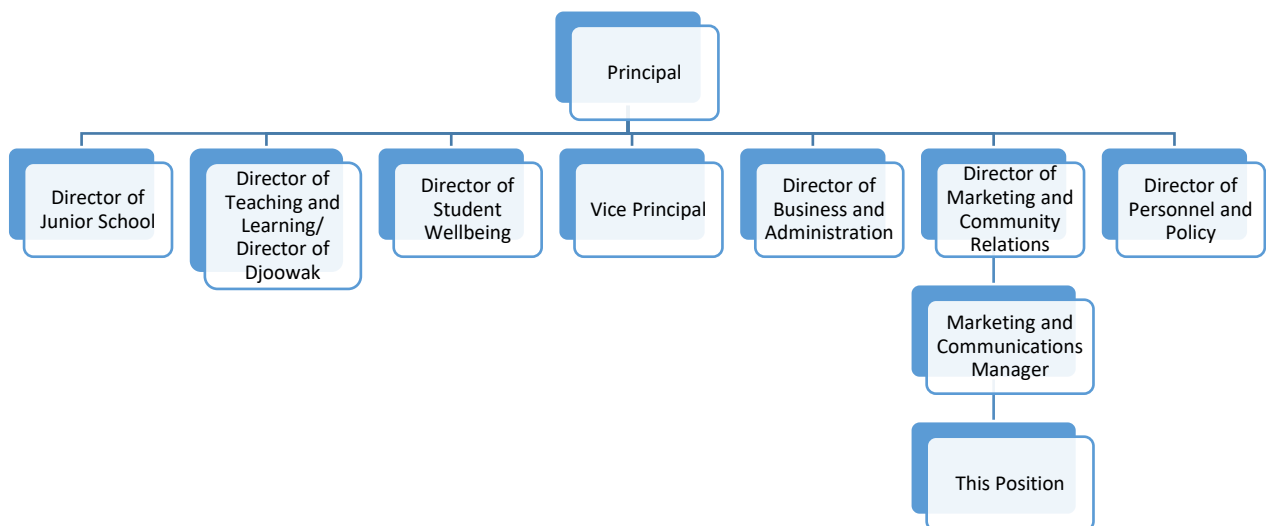 Principal
Director of
Junior School
Director of
Teaching and
Learning/
Director of
Djoowak
Director of
Student
Wellbeing
Vice Principal
Director of
Business and
Administration
Director of
Marketing and
Community
Relations
Director of
Personnel and
Policy
Marketing and
Communications
Manager
This Position